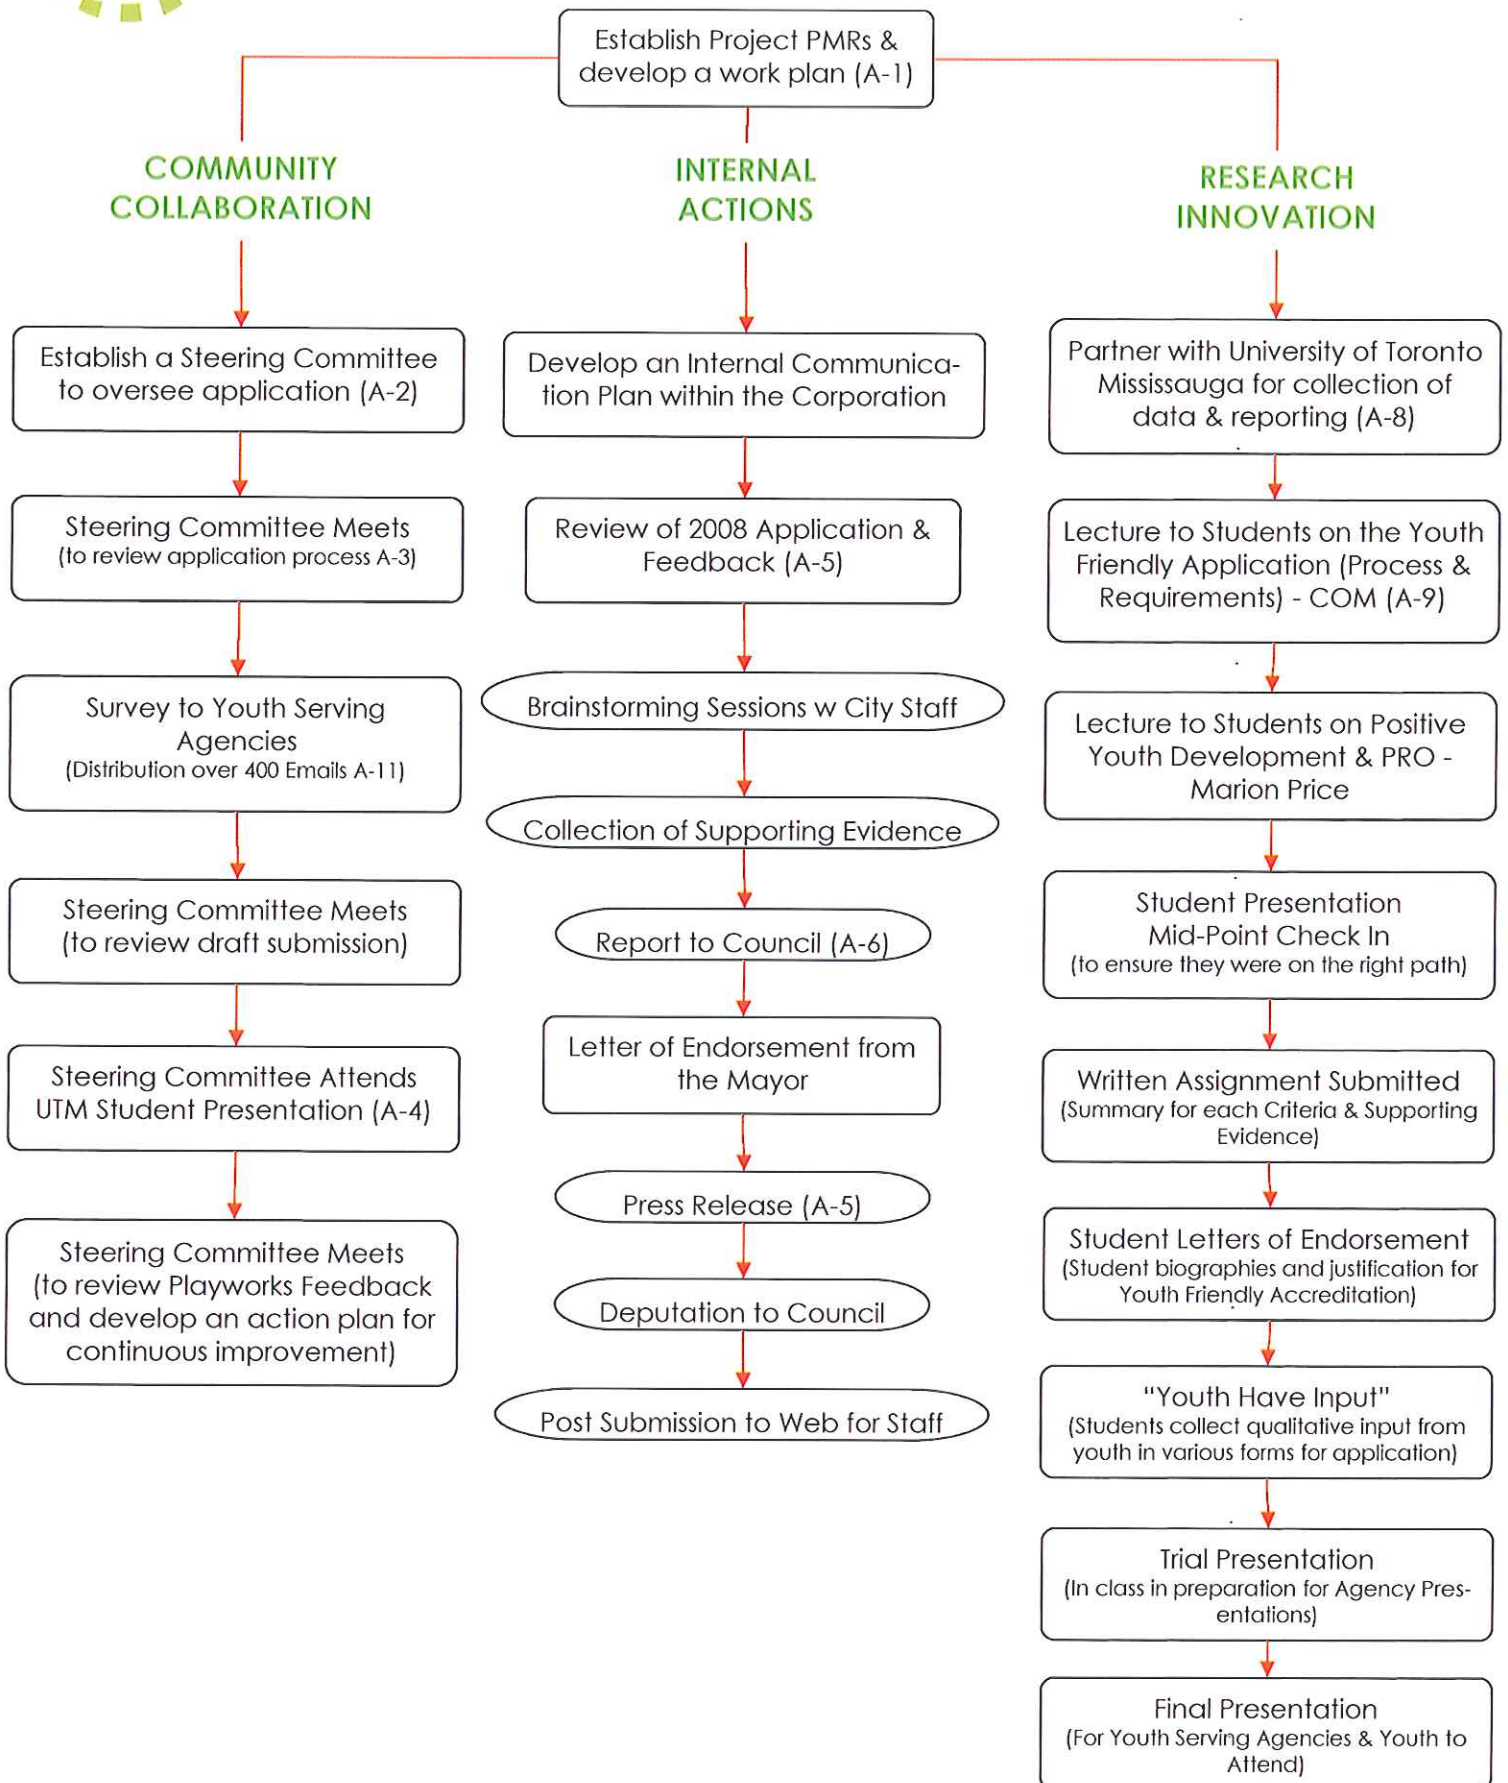 Establish Project PMRs &
develop a work plan (A-1)
COMMUNITY
COLLABORATION
Establish a Steering Committee
to oversee application (A-2)
Steering Committee Meets
(to review application process A-3)
Survey to Youth Serving
Agencies
(Distribution over 400 Emails A-11)
Steering Committee Meets
(to review draft submission)
Steering Committee Attends
UTM Student Presentation (A-4)
Steering Committee Meets
(to review Playworks Feedback
and develop an action plan for
continuous improvement)
INTERNAL
ACTIONS
Develop an Internal Communica-
tion Plan within the Corporation
Review of 2008 Application &
Feedback (A-5)
Brainstorming Sessions w City Staff
Collection of Supporting Evidence
Report to Council (A-6)
Letter of Endorsement from
the Mayor
Press Release (A-5)
Deputation to Council
Post Submission to Web for Staff
RESEARCH
INNOVATION
Partner with University of Toronto
Mississauga for collection of
data & reporting (A-8)
Lecture to Students on the Youth
Friendly Application (Process &
Requirements) - COM (A-9)
Lecture to Students on Positive
Youth Development & PRO -
Marion Price
Student Presentation
Mid-Point Check In
(to ensure they were on the right path)
Written Assignment Submitted
(Summary for each Criteria & Supporting
Evidence)
Student Letters of Endorsement
(Student biographies and justification for
Youth Friendly Accreditation)
"Youth Have Input"
(Students collect qualitative input from
youth in various forms for application)
Trial Presentation
(In class in preparation for Agency Pres-
entations)
Final Presentation
(For Youth Serving Agencies & Youth to
Attend)